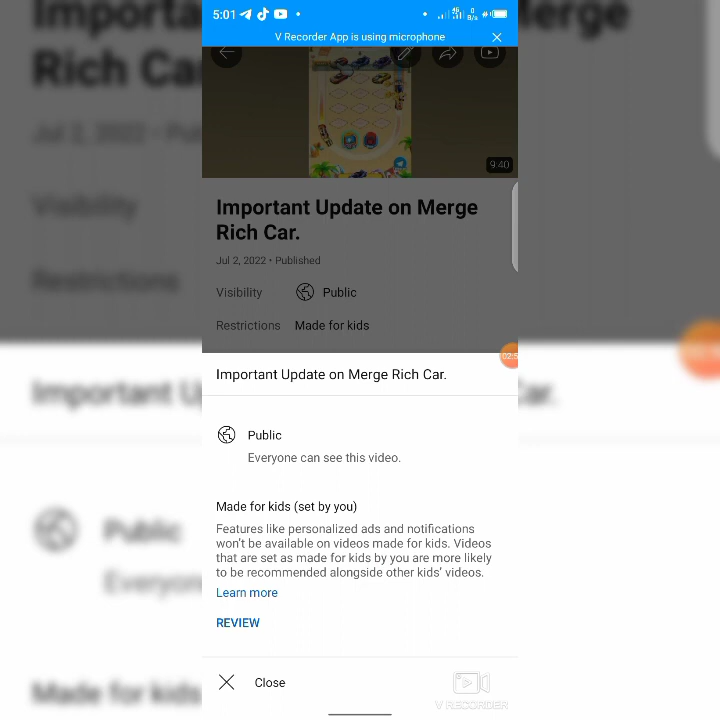 5:01
4G 0 B/s
V Recorder App is using microphone
9:40
Important Update on Merge
Rich Car.
Jul 2, 2022 • Published
Visibility Public
Restrictions Made for kids
Important Update on Merge Rich Car.
Public
Everyone can see this video.
Made for kids (set by you)
Features like personalized ads and notifications
won't be available on videos made for kids. Videos
that are set as made for kids by you are more likely
to be recommended alongside other kids' videos.
Learn more
REVIEW
Close
V RECORDER